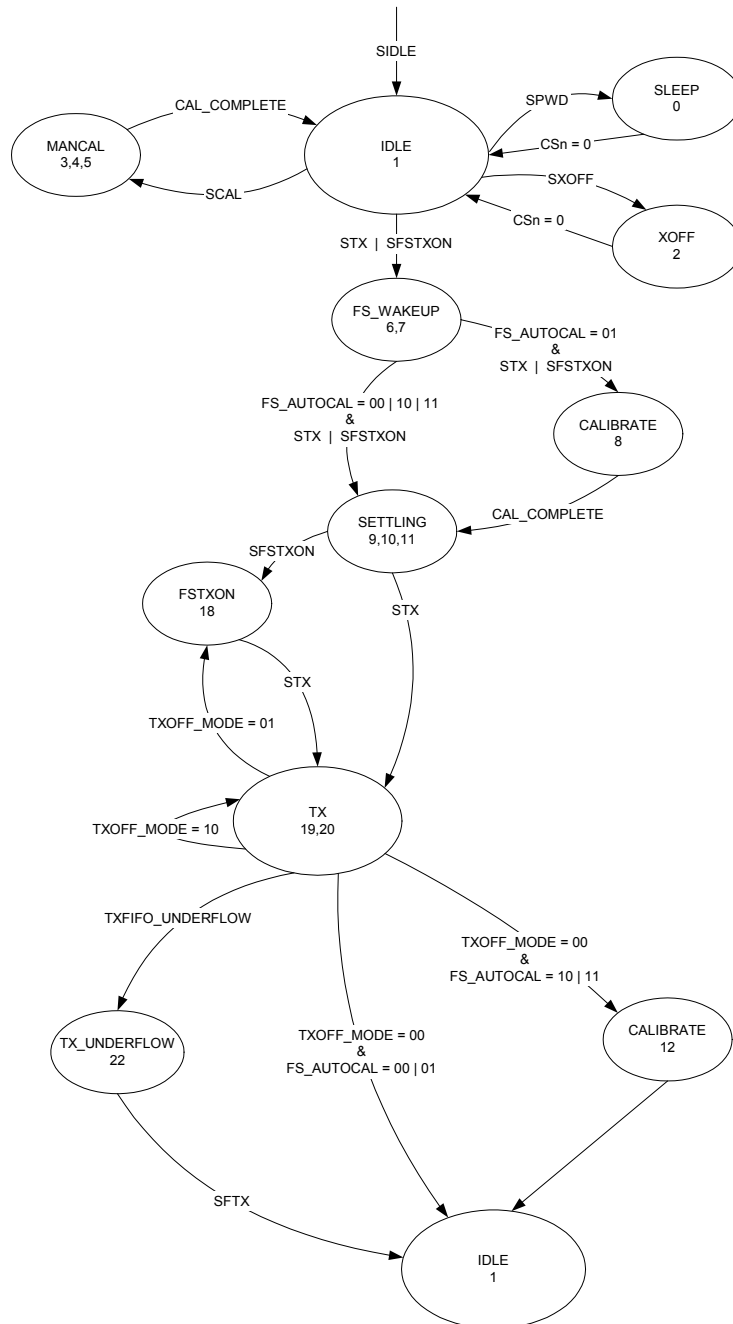 SIDLE
SPWD
SLEEP
0
CAL_COMPLETE
MANCAL
3,4,5
IDLE
1
CSn = 0
SCAL
SXOFF
CSn = 0
XOFF
2
STX | SFSTXON
FS_WAKEUP
6,7
FS_AUTOCAL = 01
&
STX | SFSTXON
FS_AUTOCAL = 00 | 10 | 11
&
STX | SFSTXON
CALIBRATE
8
SETTLING
9,10,11
CAL_COMPLETE
SFSTXON
FSTXON
18
STX
STX
TXOFF_MODE = 01
TX
19,20
TXOFF_MODE = 10
TXFIFO_UNDERFLOW
TXOFF_MODE = 00
&
FS_AUTOCAL = 10 | 11
TX_UNDERFLOW
22
TXOFF_MODE = 00
&
FS_AUTOCAL = 00 | 01
CALIBRATE
12
SFTX
IDLE
1